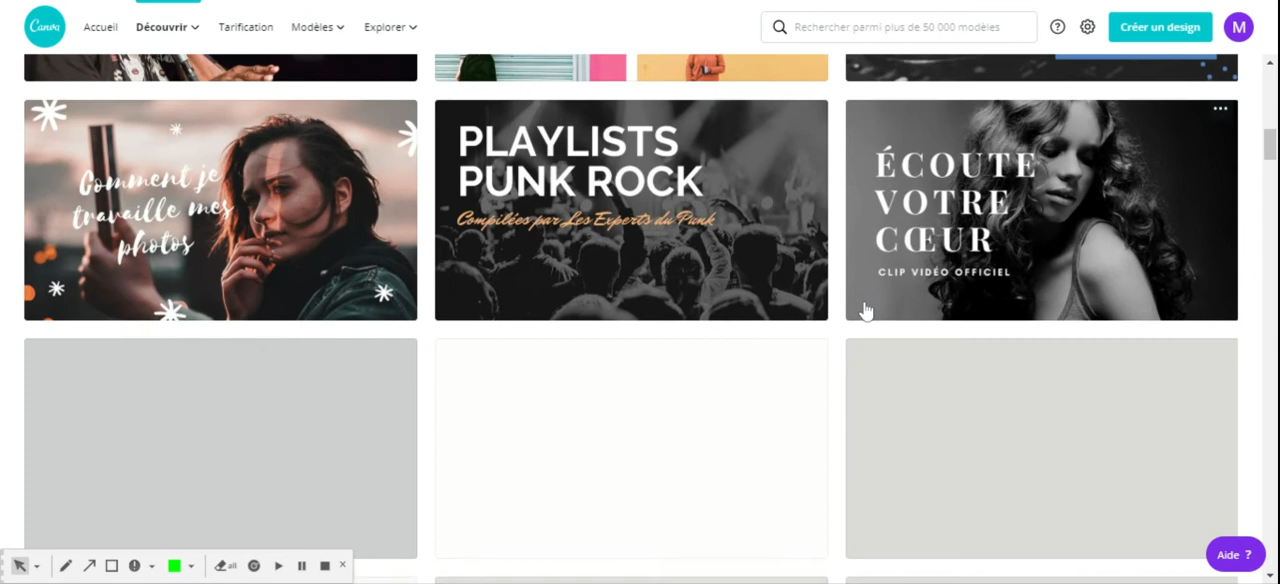 Canva
Accueil
Découvrir
Tarification
Modèles
Explorer
Rechercher parmi plus de 50 000 modèles
?
Créer un design
M
Comment je
travaille mes
photos
PLAYLISTS
PUNK ROCK
Compilées par Les Experts du Punk
ÉCOUTE
VOTRE
CŒUR
CLIP VIDÉO OFFICIEL
all
Aide ?